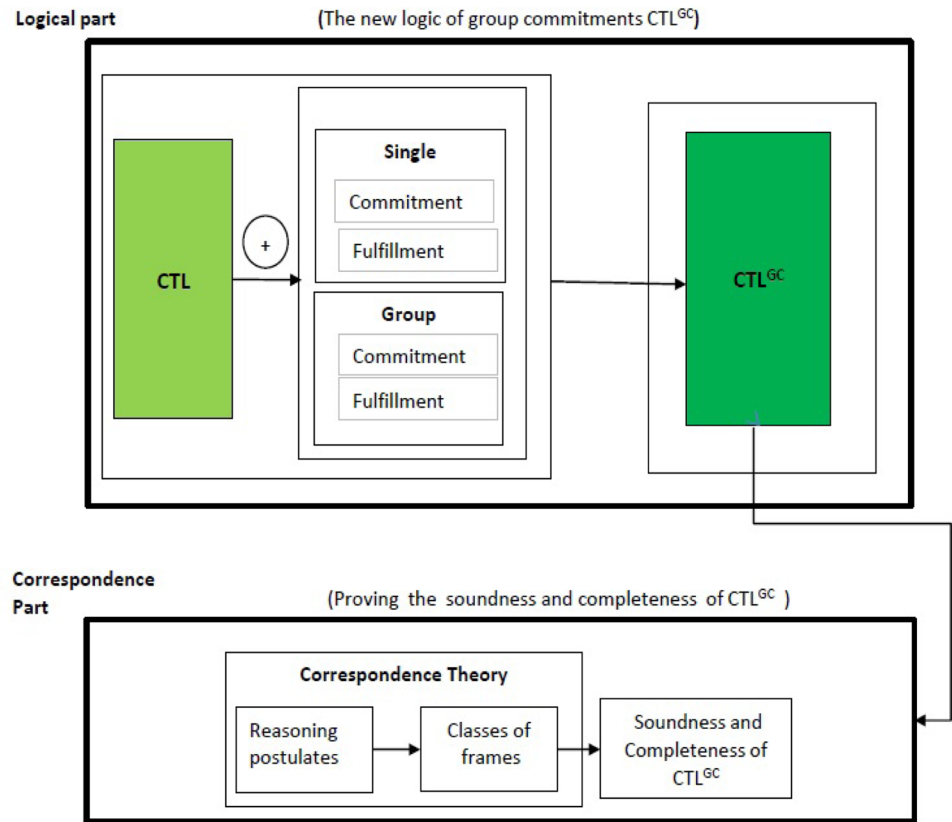 Logical part
(The new logic of group commitments CTL^GC)
Single
Commitment
+
Fulfillment
CTL
CTL^GC
Group
Commitment
Fulfillment
Correspondence
Part
(Proving the soundness and completeness of CTL^GC )
Correspondence Theory
Reasoning
postulates
Classes of
frames
Soundness and
Completeness of
CTL^GC